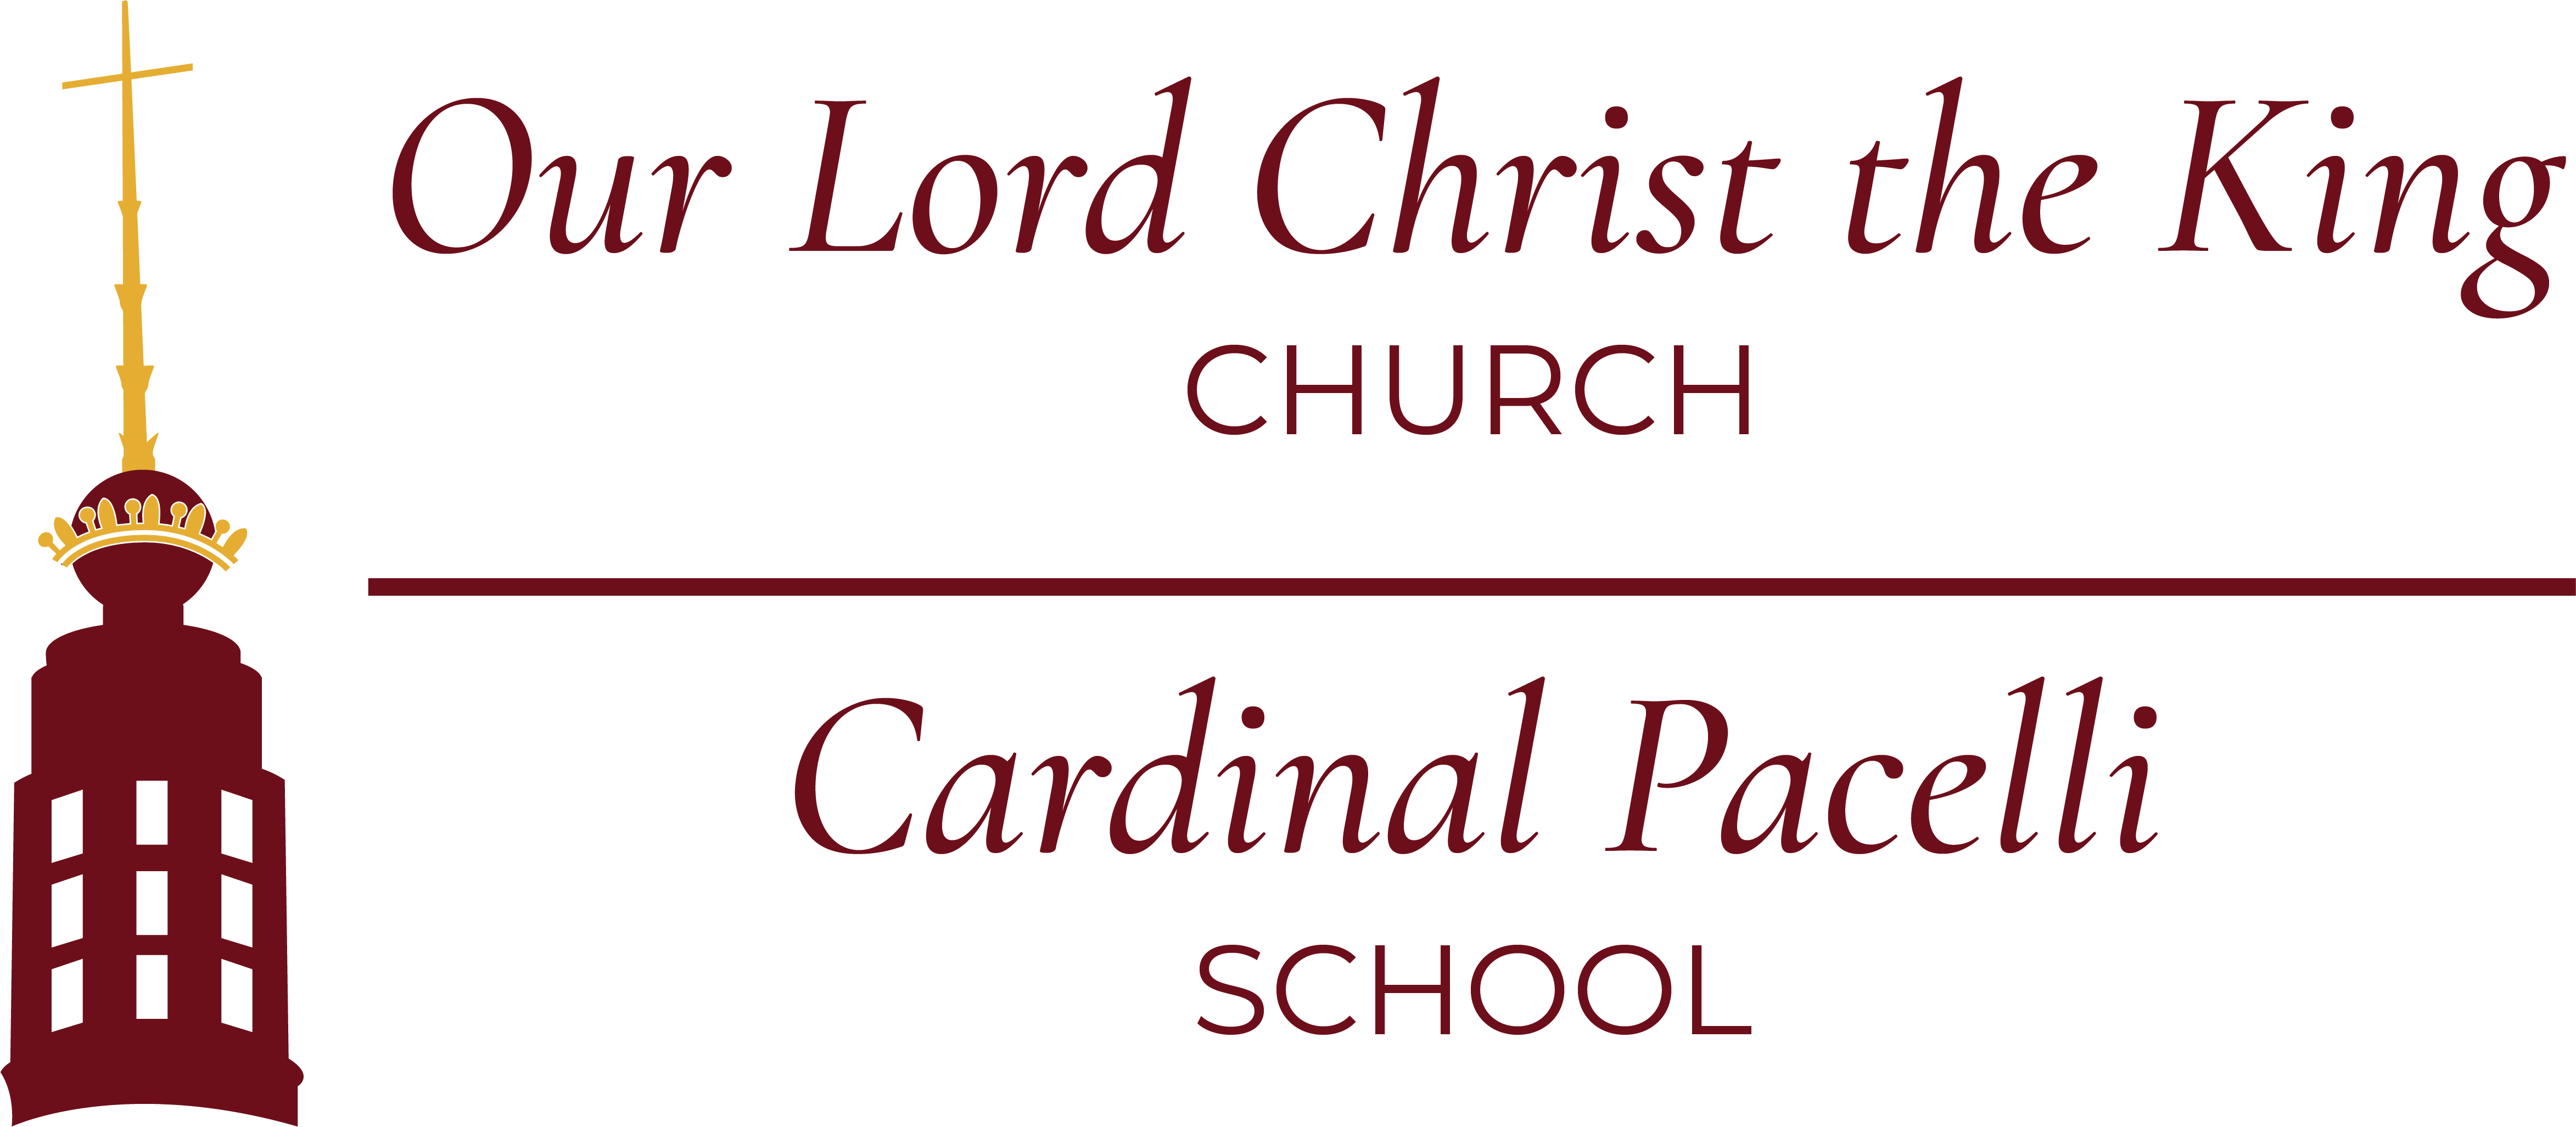 Our Lord Christ the King
CHURCH
Cardinal Pacelli
SCHOOL